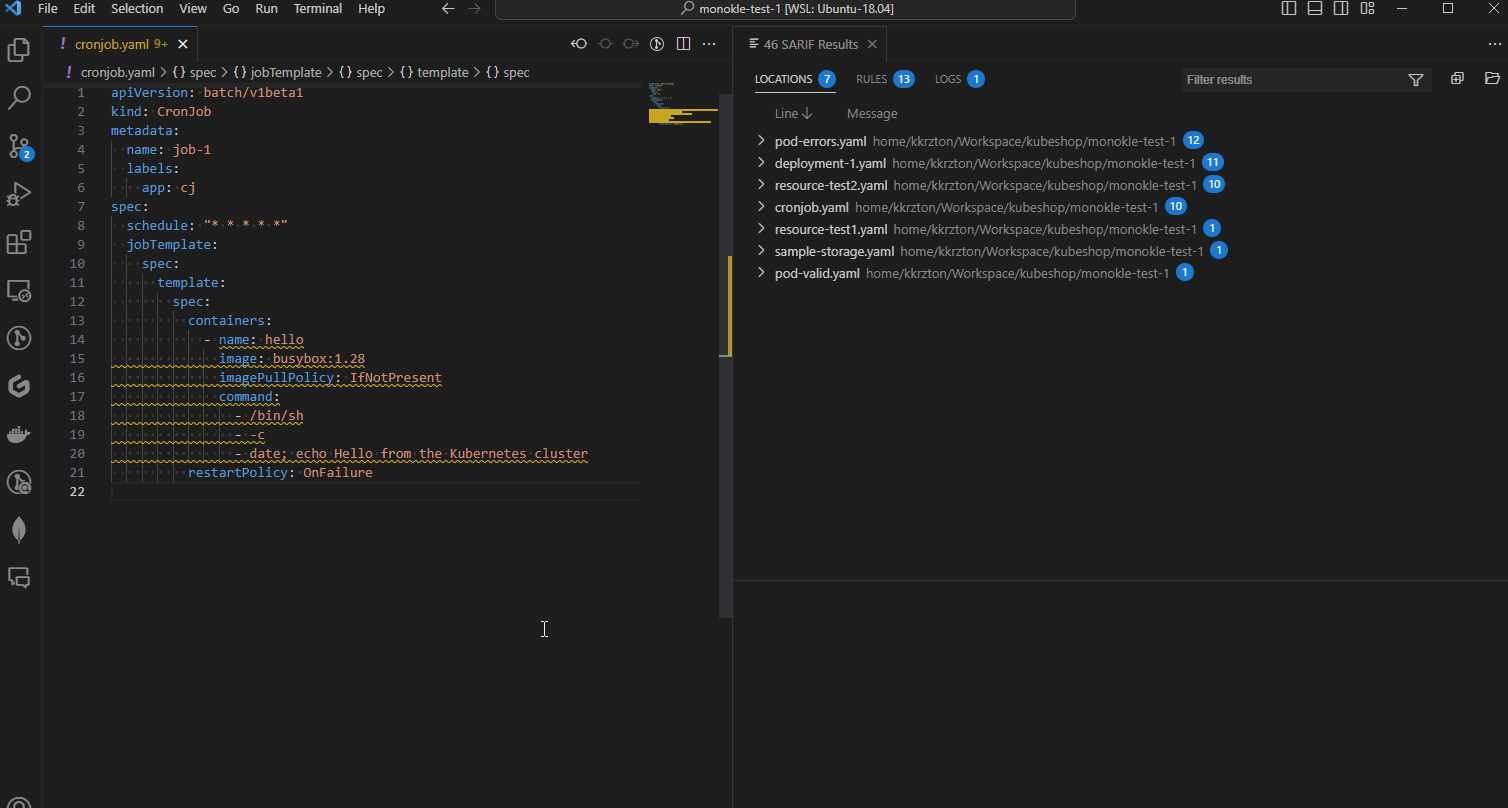 File Edit Selection View Go Run Terminal Help
monokle-test-1 [WSL: Ubuntu-18.04]
cronjob.yaml 9+
cronjob.yaml > {} spec > {} jobTemplate > {} spec > {} template > {} spec
1 apiVersion: batch/v1beta1
2 kind: CronJob
3 metadata:
4   name: job-1
5   labels:
6     app: cj
7 spec:
8   schedule: "* * * * *"
9   jobTemplate:
10     spec:
11       template:
12         spec:
13           containers:
14             - name: hello
15               image: busybox:1.28
16               imagePullPolicy: IfNotPresent
17               command:
18                 - /bin/sh
19                 - -c
20                 - date; echo Hello from the Kubernetes cluster
21           restartPolicy: OnFailure
22
2
46 SARIF Results
LOCATIONS 7 RULES 13 LOGS 1
Filter results
Line Message
pod-errors.yaml home/kkrzton/Workspace/kubeshop/monokle-test-1 12
deployment-1.yaml home/kkrzton/Workspace/kubeshop/monokle-test-1 11
resource-test2.yaml home/kkrzton/Workspace/kubeshop/monokle-test-1 10
cronjob.yaml home/kkrzton/Workspace/kubeshop/monokle-test-1 10
resource-test1.yaml home/kkrzton/Workspace/kubeshop/monokle-test-1 1
sample-storage.yaml home/kkrzton/Workspace/kubeshop/monokle-test-1 1
pod-valid.yaml home/kkrzton/Workspace/kubeshop/monokle-test-1 1